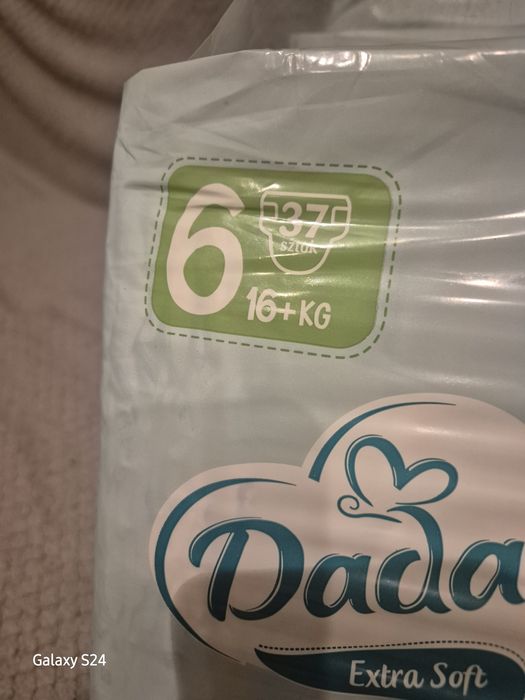 6
37
sztuk
16+ KG
Dada
Extra Soft
Galaxy S24